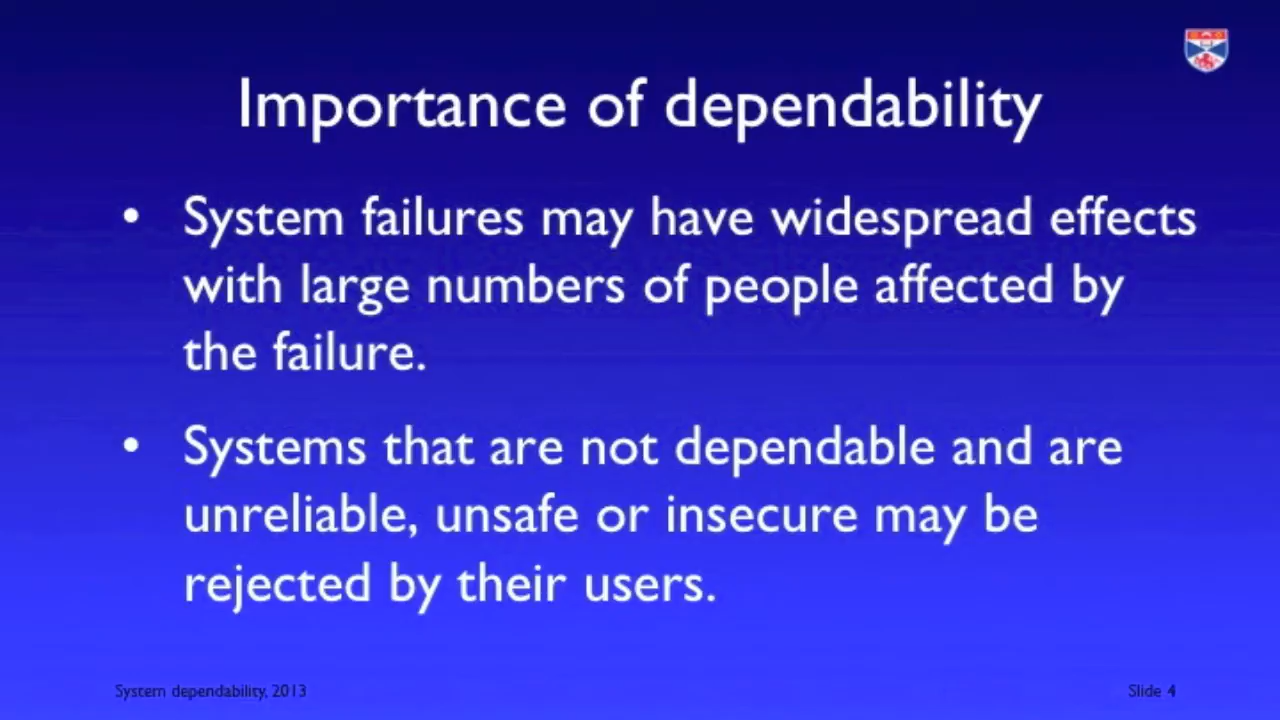 Importance of dependability
• System failures may have widespread effects
with large numbers of people affected by
the failure.
• Systems that are not dependable and are
unreliable, unsafe or insecure may be
rejected by their users.
System dependability, 2013
Slide 4